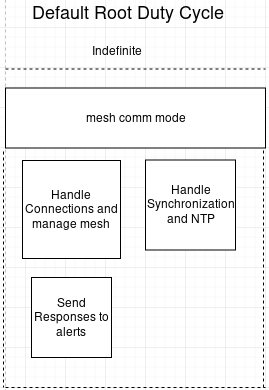 Default Root Duty Cycle
Indefinite
mesh comm mode
Handle
Connections and
manage mesh
Handle
Synchronization
and NTP
Send
Responses to
alerts